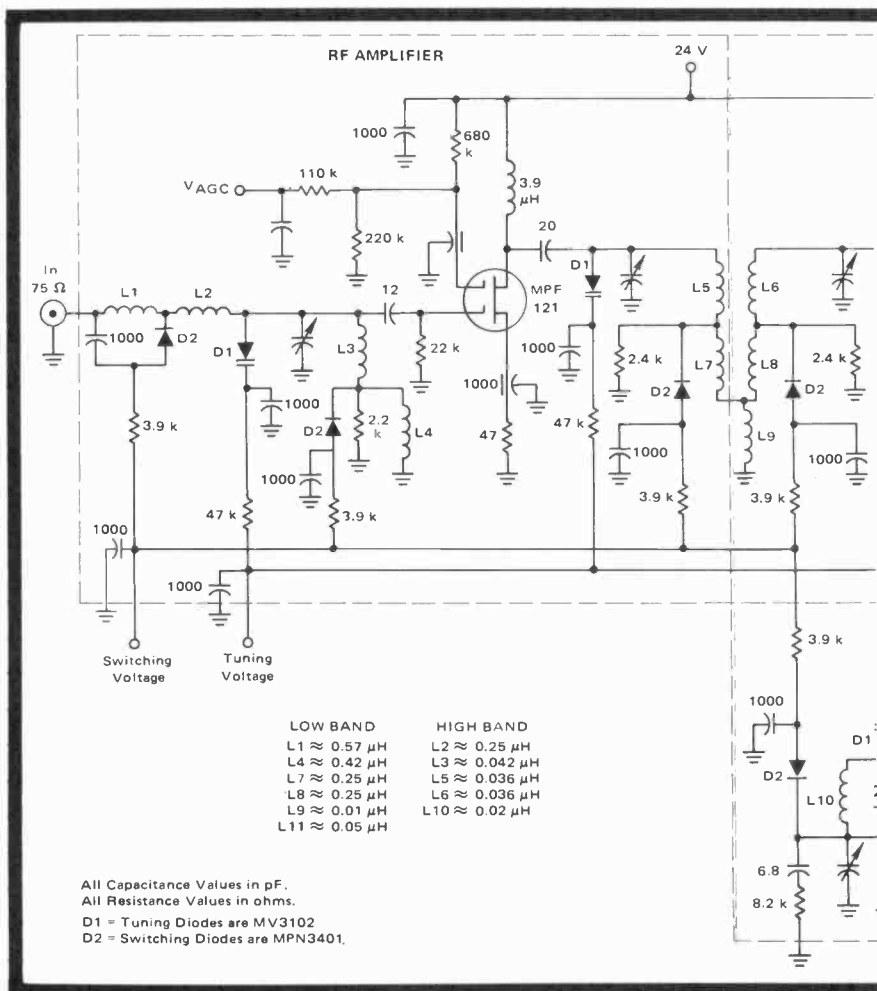 RF AMPLIFIER
24 V
1000
680
k
110 k
3.9
μH
VAGC
220 k
20
In
75 Ω
D1
L1
L2
12
MPF
121
L5
L6
1000
D2
D1
L3
22 k
1000
2.4 k
L7
L8
2.4 k
1000
1000
D2
D2
3.9 k
D2
2.2
k
L4
47
47 k
L9
1000
1000
1000
47 k
3.9 k
3.9 k
3.9 k
1000
1000
Switching
Voltage
Tuning
Voltage
3.9 k
1000
D1
D2
L10
6.8
8.2 k
LOW BAND
L1 ≈ 0.57 μH
L4 ≈ 0.42 μH
L7 ≈ 0.25 μH
L8 ≈ 0.25 μH
L9 ≈ 0.01 μH
L11 ≈ 0.05 μH
HIGH BAND
L2 ≈ 0.25 μH
L3 ≈ 0.042 μH
L5 ≈ 0.036 μH
L6 ≈ 0.036 μH
L10 ≈ 0.02 μH
All Capacitance Values in pF.
All Resistance Values in ohms.
D1 = Tuning Diodes are MV3102
D2 = Switching Diodes are MPN3401.